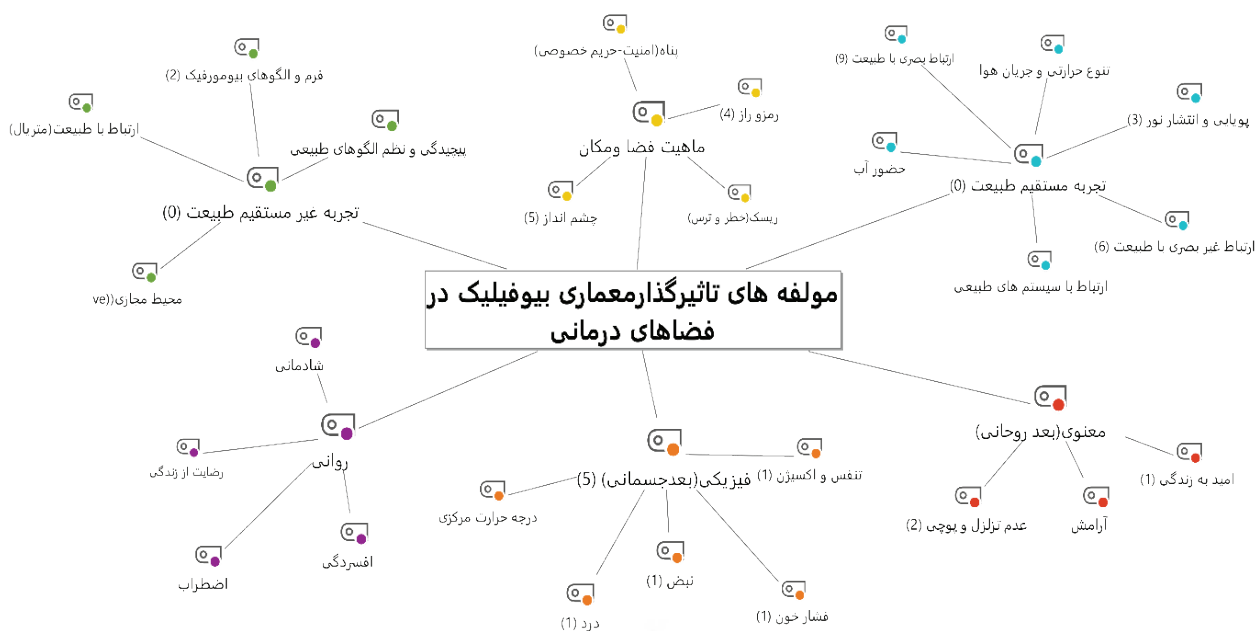 پناه(امنیت-حریم خصوصی)
رمزو راز (4)
ماهیت فضا ومکان
چشم انداز (5)
ریسک(خطر و ترس)
ارتباط بصری با طبیعت (9)
تنوع حرارتی و جریان هوا
پویایی و انتشار نور (3)
حضور آب
تجربه مستقیم طبیعت (0)
ارتباط غیر بصری با طبیعت (6)
ارتباط با سیستم های طبیعی
فرم و الگوهای بیومورفیک (2)
ارتباط با طبیعت(متریال)
پیچیدگی و نظم الگوهای طبیعی
تجربه غیر مستقیم طبیعت (0)
محیط مجازی((ve
مولفه های تاثیرگذارمعماری بیوفیلیک در
فضاهای درمانی
معنوی(بعد روحانی)
امید به زندگی (1)
آرامش
عدم تزلزل و پوچی (2)
فیزیکی(بعدجسمانی) (5)
تنفس و اکسیژن (1)
درجه حرارت مرکزی
نبض (1)
فشار خون (1)
درد (1)
شادمانی
روانی
رضایت از زندگی
افسردگی
اضطراب